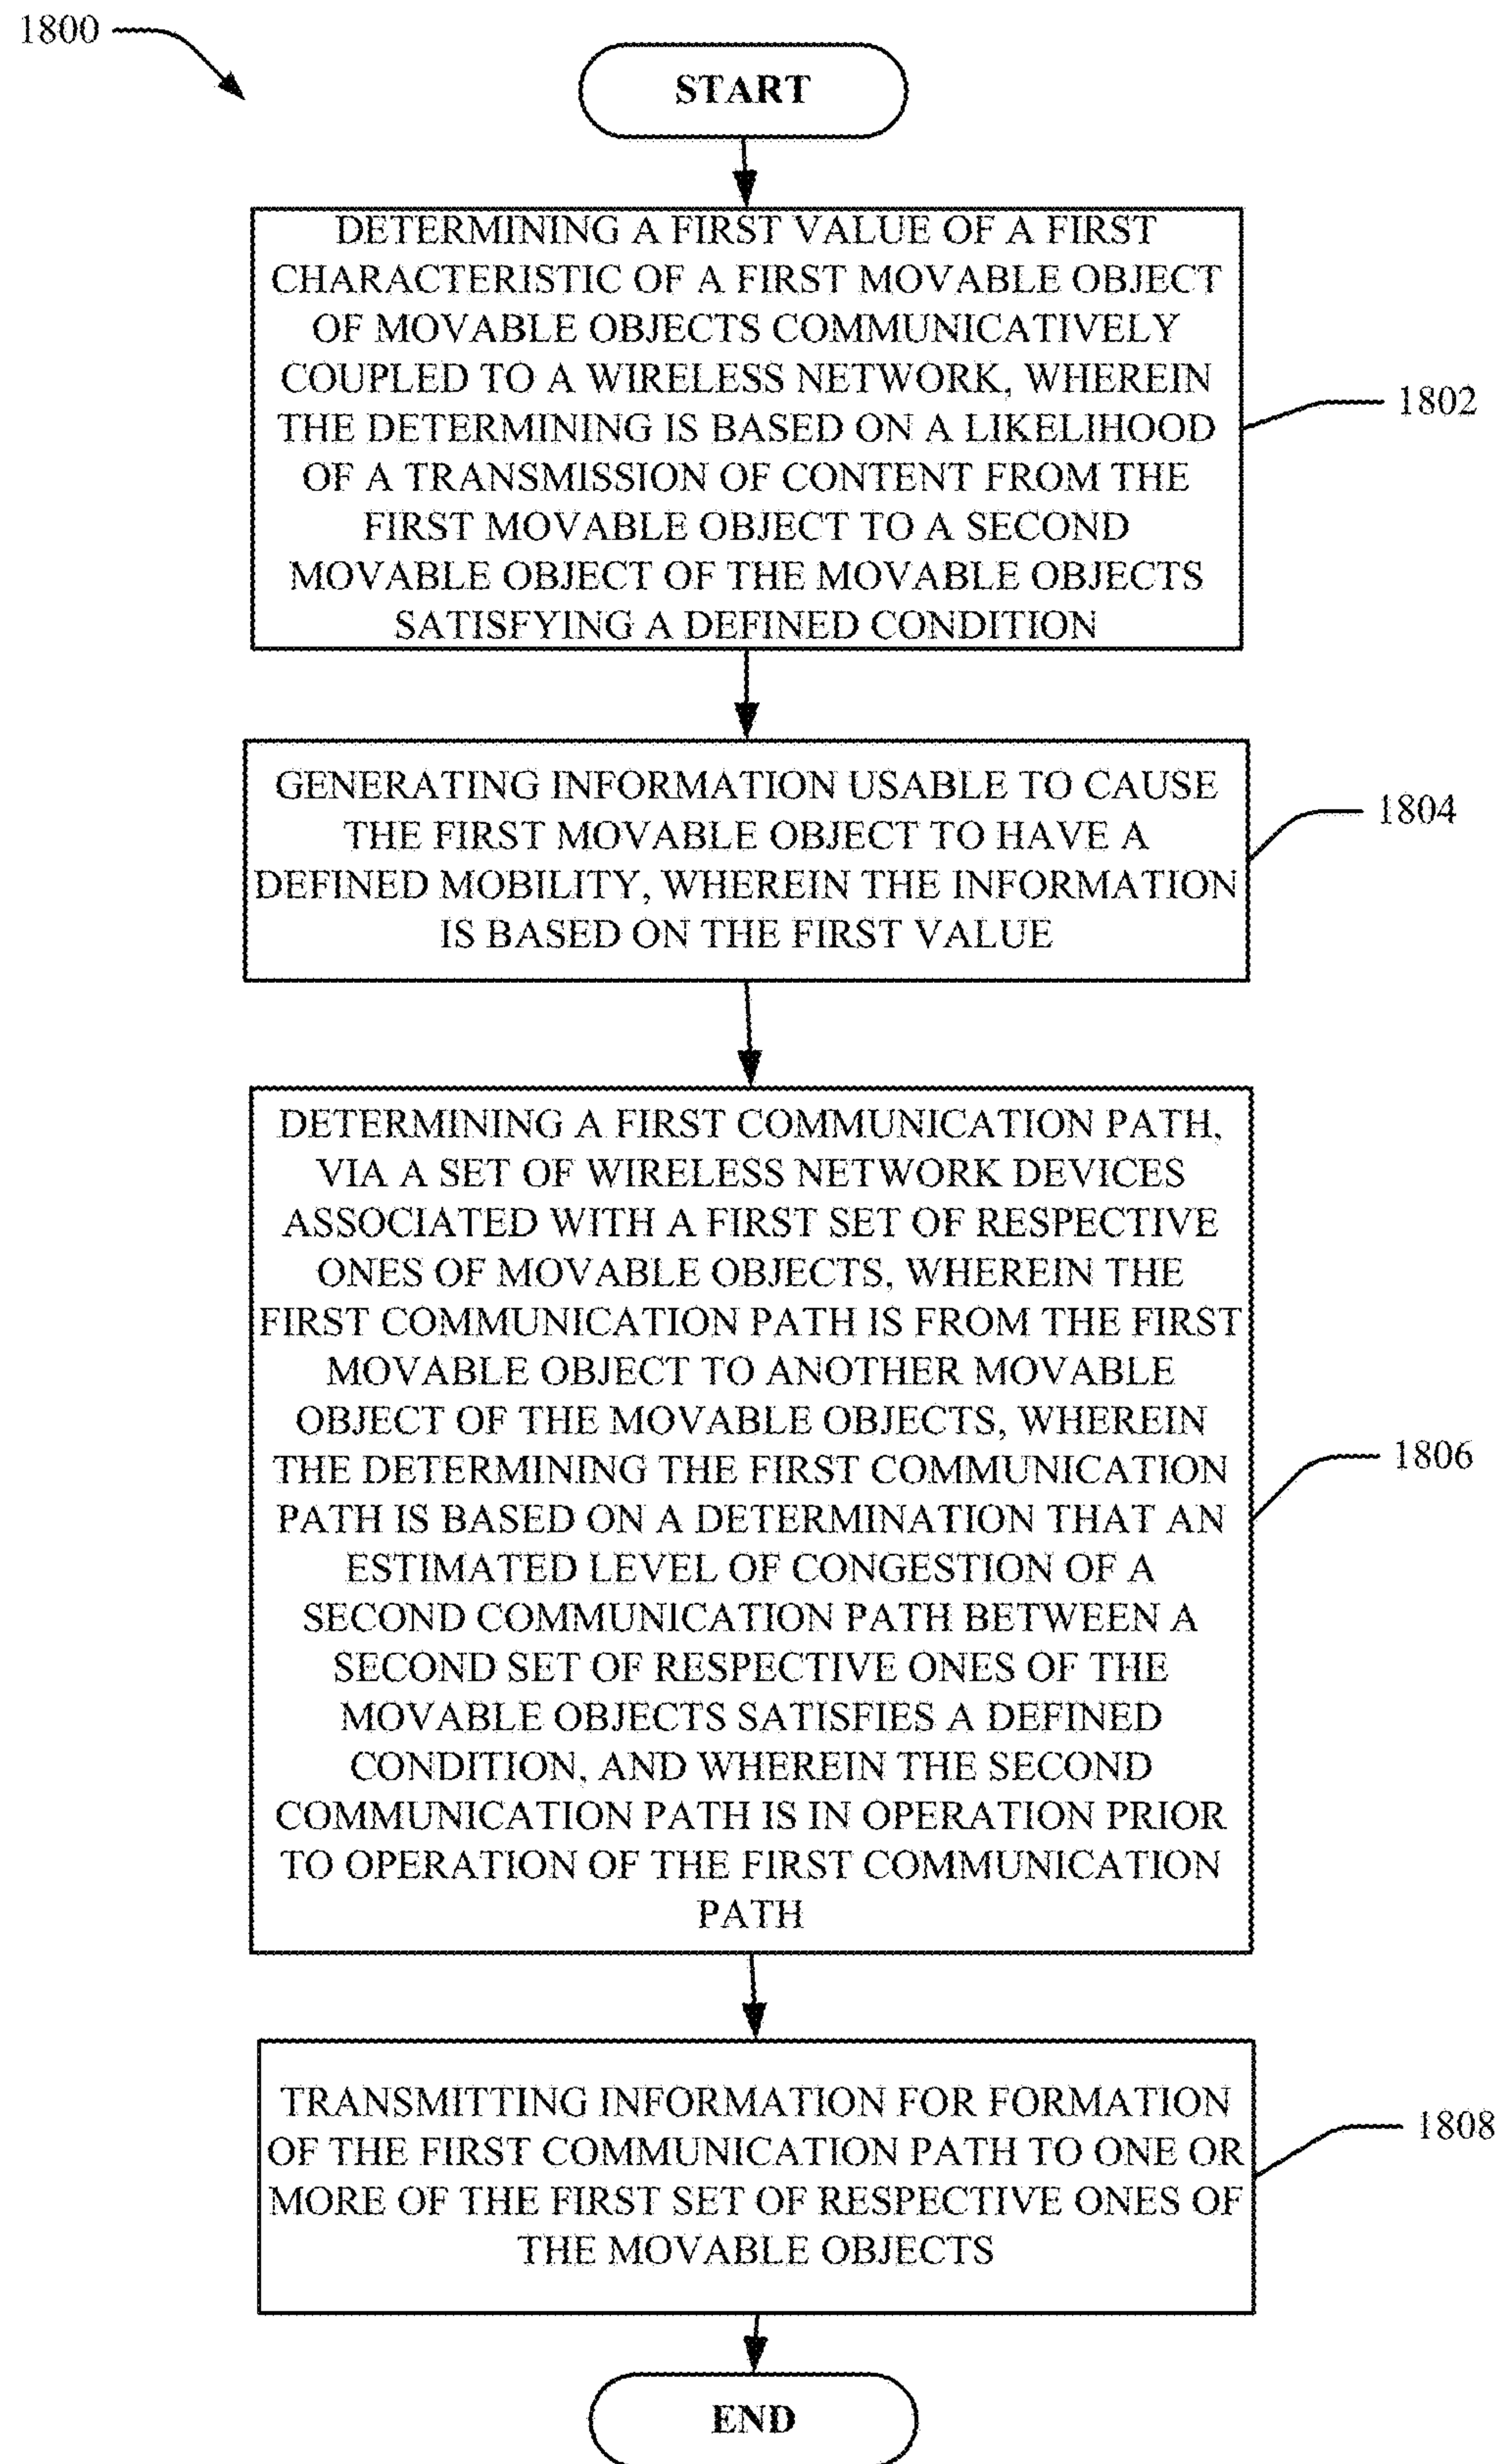 1800
START
DETERMINING A FIRST VALUE OF A FIRST
CHARACTERISTIC OF A FIRST MOVABLE OBJECT
OF MOVABLE OBJECTS COMMUNICATIVELY
COUPLED TO A WIRELESS NETWORK, WHEREIN
THE DETERMINING IS BASED ON A LIKELIHOOD
OF A TRANSMISSION OF CONTENT FROM THE
FIRST MOVABLE OBJECT TO A SECOND
MOVABLE OBJECT OF THE MOVABLE OBJECTS
SATISFYING A DEFINED CONDITION
1802
GENERATING INFORMATION USABLE TO CAUSE
THE FIRST MOVABLE OBJECT TO HAVE A
DEFINED MOBILITY, WHEREIN THE INFORMATION
IS BASED ON THE FIRST VALUE
1804
DETERMINING A FIRST COMMUNICATION PATH,
VIA A SET OF WIRELESS NETWORK DEVICES
ASSOCIATED WITH A FIRST SET OF RESPECTIVE
ONES OF MOVABLE OBJECTS, WHEREIN THE
FIRST COMMUNICATION PATH IS FROM THE FIRST
MOVABLE OBJECT TO ANOTHER MOVABLE
OBJECT OF THE MOVABLE OBJECTS, WHEREIN
THE DETERMINING THE FIRST COMMUNICATION
PATH IS BASED ON A DETERMINATION THAT AN
ESTIMATED LEVEL OF CONGESTION OF A
SECOND COMMUNICATION PATH BETWEEN A
SECOND SET OF RESPECTIVE ONES OF THE
MOVABLE OBJECTS SATISFIES A DEFINED
CONDITION, AND WHEREIN THE SECOND
COMMUNICATION PATH IS IN OPERATION PRIOR
TO OPERATION OF THE FIRST COMMUNICATION
PATH
1806
TRANSMITTING INFORMATION FOR FORMATION
OF THE FIRST COMMUNICATION PATH TO ONE OR
MORE OF THE FIRST SET OF RESPECTIVE ONES OF
THE MOVABLE OBJECTS
1808
END